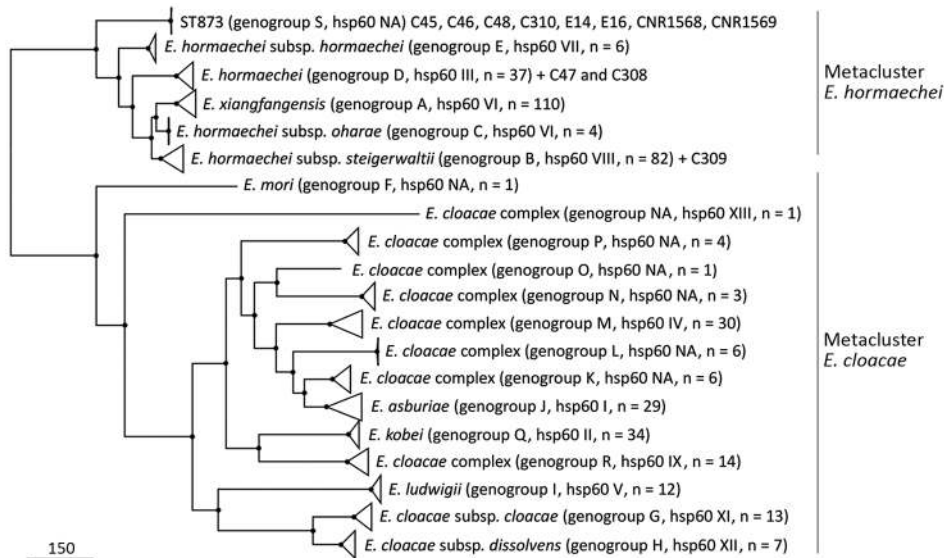 ST873 (genogroup S, hsp60 NA) C45, C46, C48, C310, E14, E16, CNR1568, CNR1569
E. hormaechei subsp. hormaechei (genogroup E, hsp60 VII, n = 6)
E. hormaechei (genogroup D, hsp60 III, n = 37) + C47 and C308
E. xiangfangensis (genogroup A, hsp60 VI, n = 110)
E. hormaechei subsp. oharae (genogroup C, hsp60 VI, n = 4)
E. hormaechei subsp. steigerwaltii (genogroup B, hsp60 VIII, n = 82) + C309
Metacluster
E. hormaechei
E. mori (genogroup F, hsp60 NA, n = 1)
E. cloacae complex (genogroup NA, hsp60 XIII, n = 1)
E. cloacae complex (genogroup P, hsp60 NA, n = 4)
E. cloacae complex (genogroup O, hsp60 NA, n = 1)
E. cloacae complex (genogroup N, hsp60 NA, n = 3)
E. cloacae complex (genogroup M, hsp60 IV, n = 30)
E. cloacae complex (genogroup L, hsp60 NA, n = 6)
E. cloacae complex (genogroup K, hsp60 NA, n = 6)
E. asburiae (genogroup J, hsp60 I, n = 29)
E. kobei (genogroup Q, hsp60 II, n = 34)
E. cloacae complex (genogroup R, hsp60 IX, n = 14)
E. ludwigii (genogroup I, hsp60 V, n = 12)
E. cloacae subsp. cloacae (genogroup G, hsp60 XI, n = 13)
E. cloacae subsp. dissolvens (genogroup H, hsp60 XII, n = 7)
Metacluster
E. cloacae
150